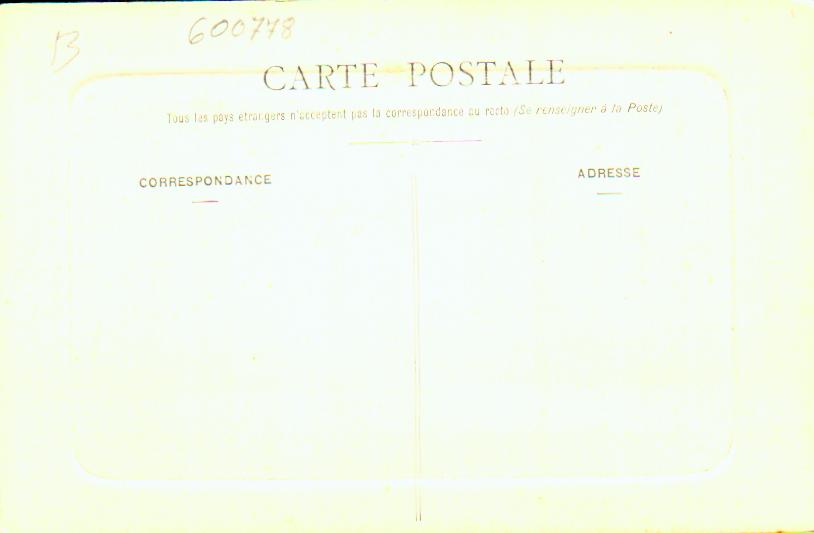 B
600778
CARTE POSTALE
Tous les pays étrangers n'acceptent pas la correspondance au recto (Se renseigner à la Poste)
CORRESPONDANCE
ADRESSE